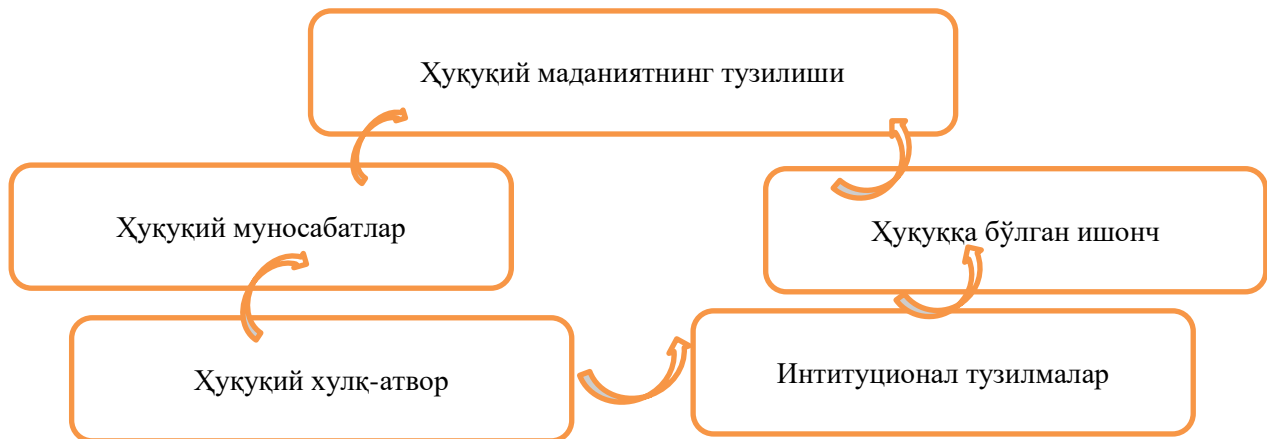 Ҳуқуқий маданиятнинг тузилиши
Ҳуқуқий муносабатлар
Ҳуқуққа бўлган ишонч
Ҳуқуқий хулқ-атвор
Интитуционал тузилмалар